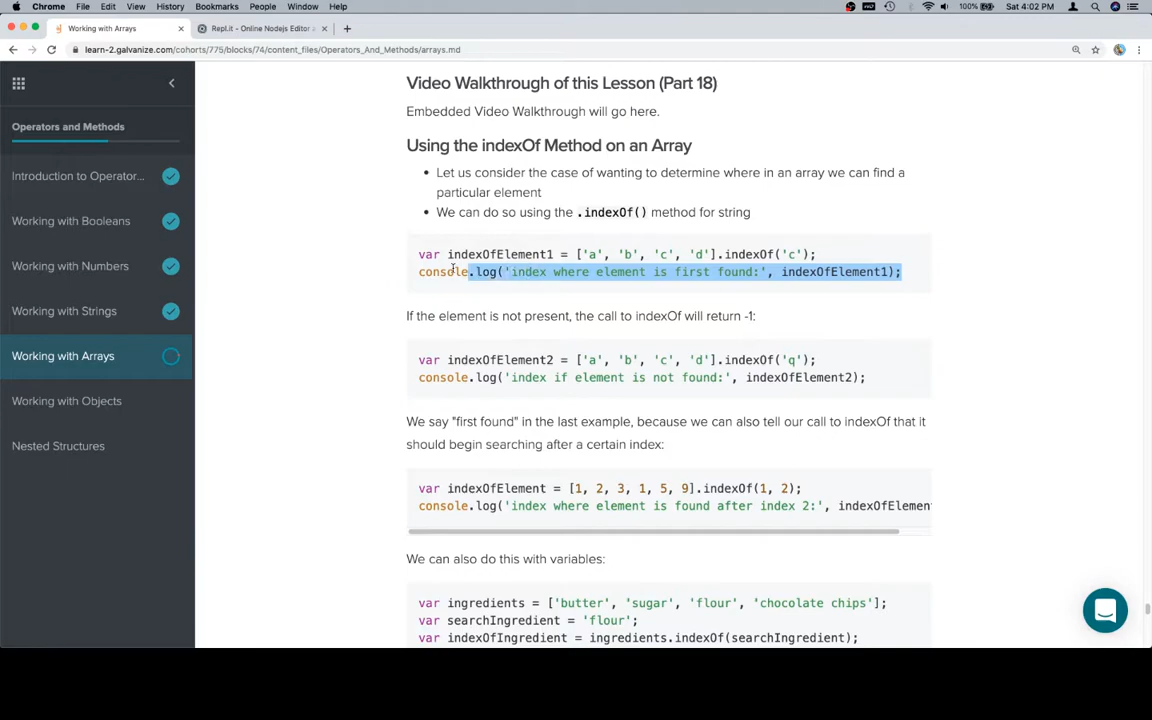 Chrome File Edit View History Bookmarks People Window Help 100% Sat 4:02 PM
Working with Arrays Repl.it - Online Nodejs Editor
learn-2.galvanize.com/cohorts/775/blocks/74/content_files/Operators_And_Methods/arrays.md
Operators and Methods
Introduction to Operator...
Working with Booleans
Working with Numbers
Working with Strings
Working with Arrays
Working with Objects
Nested Structures
Video Walkthrough of this Lesson (Part 18)
Embedded Video Walkthrough will go here.
Using the indexOf Method on an Array
• Let us consider the case of wanting to determine where in an array we can find a
particular element
• We can do so using the .indexOf() method for string
var indexOfElement1 = ['a', 'b', 'c', 'd'].indexOf('c');
console.log('index where element is first found:', indexOfElement1);
If the element is not present, the call to indexOf will return -1:
var indexOfElement2 = ['a', 'b', 'c', 'd'].indexOf('q');
console.log('index if element is not found:', indexOfElement2);
We say "first found" in the last example, because we can also tell our call to indexOf that it
should begin searching after a certain index:
var indexOfElement = [1, 2, 3, 1, 5, 9].indexOf(1, 2);
console.log('index where element is found after index 2:', indexOfElemen
We can also do this with variables:
var ingredients = ['butter', 'sugar', 'flour', 'chocolate chips'];
var searchIngredient = 'flour';
var indexOfIngredient = ingredients.indexOf(searchIngredient);